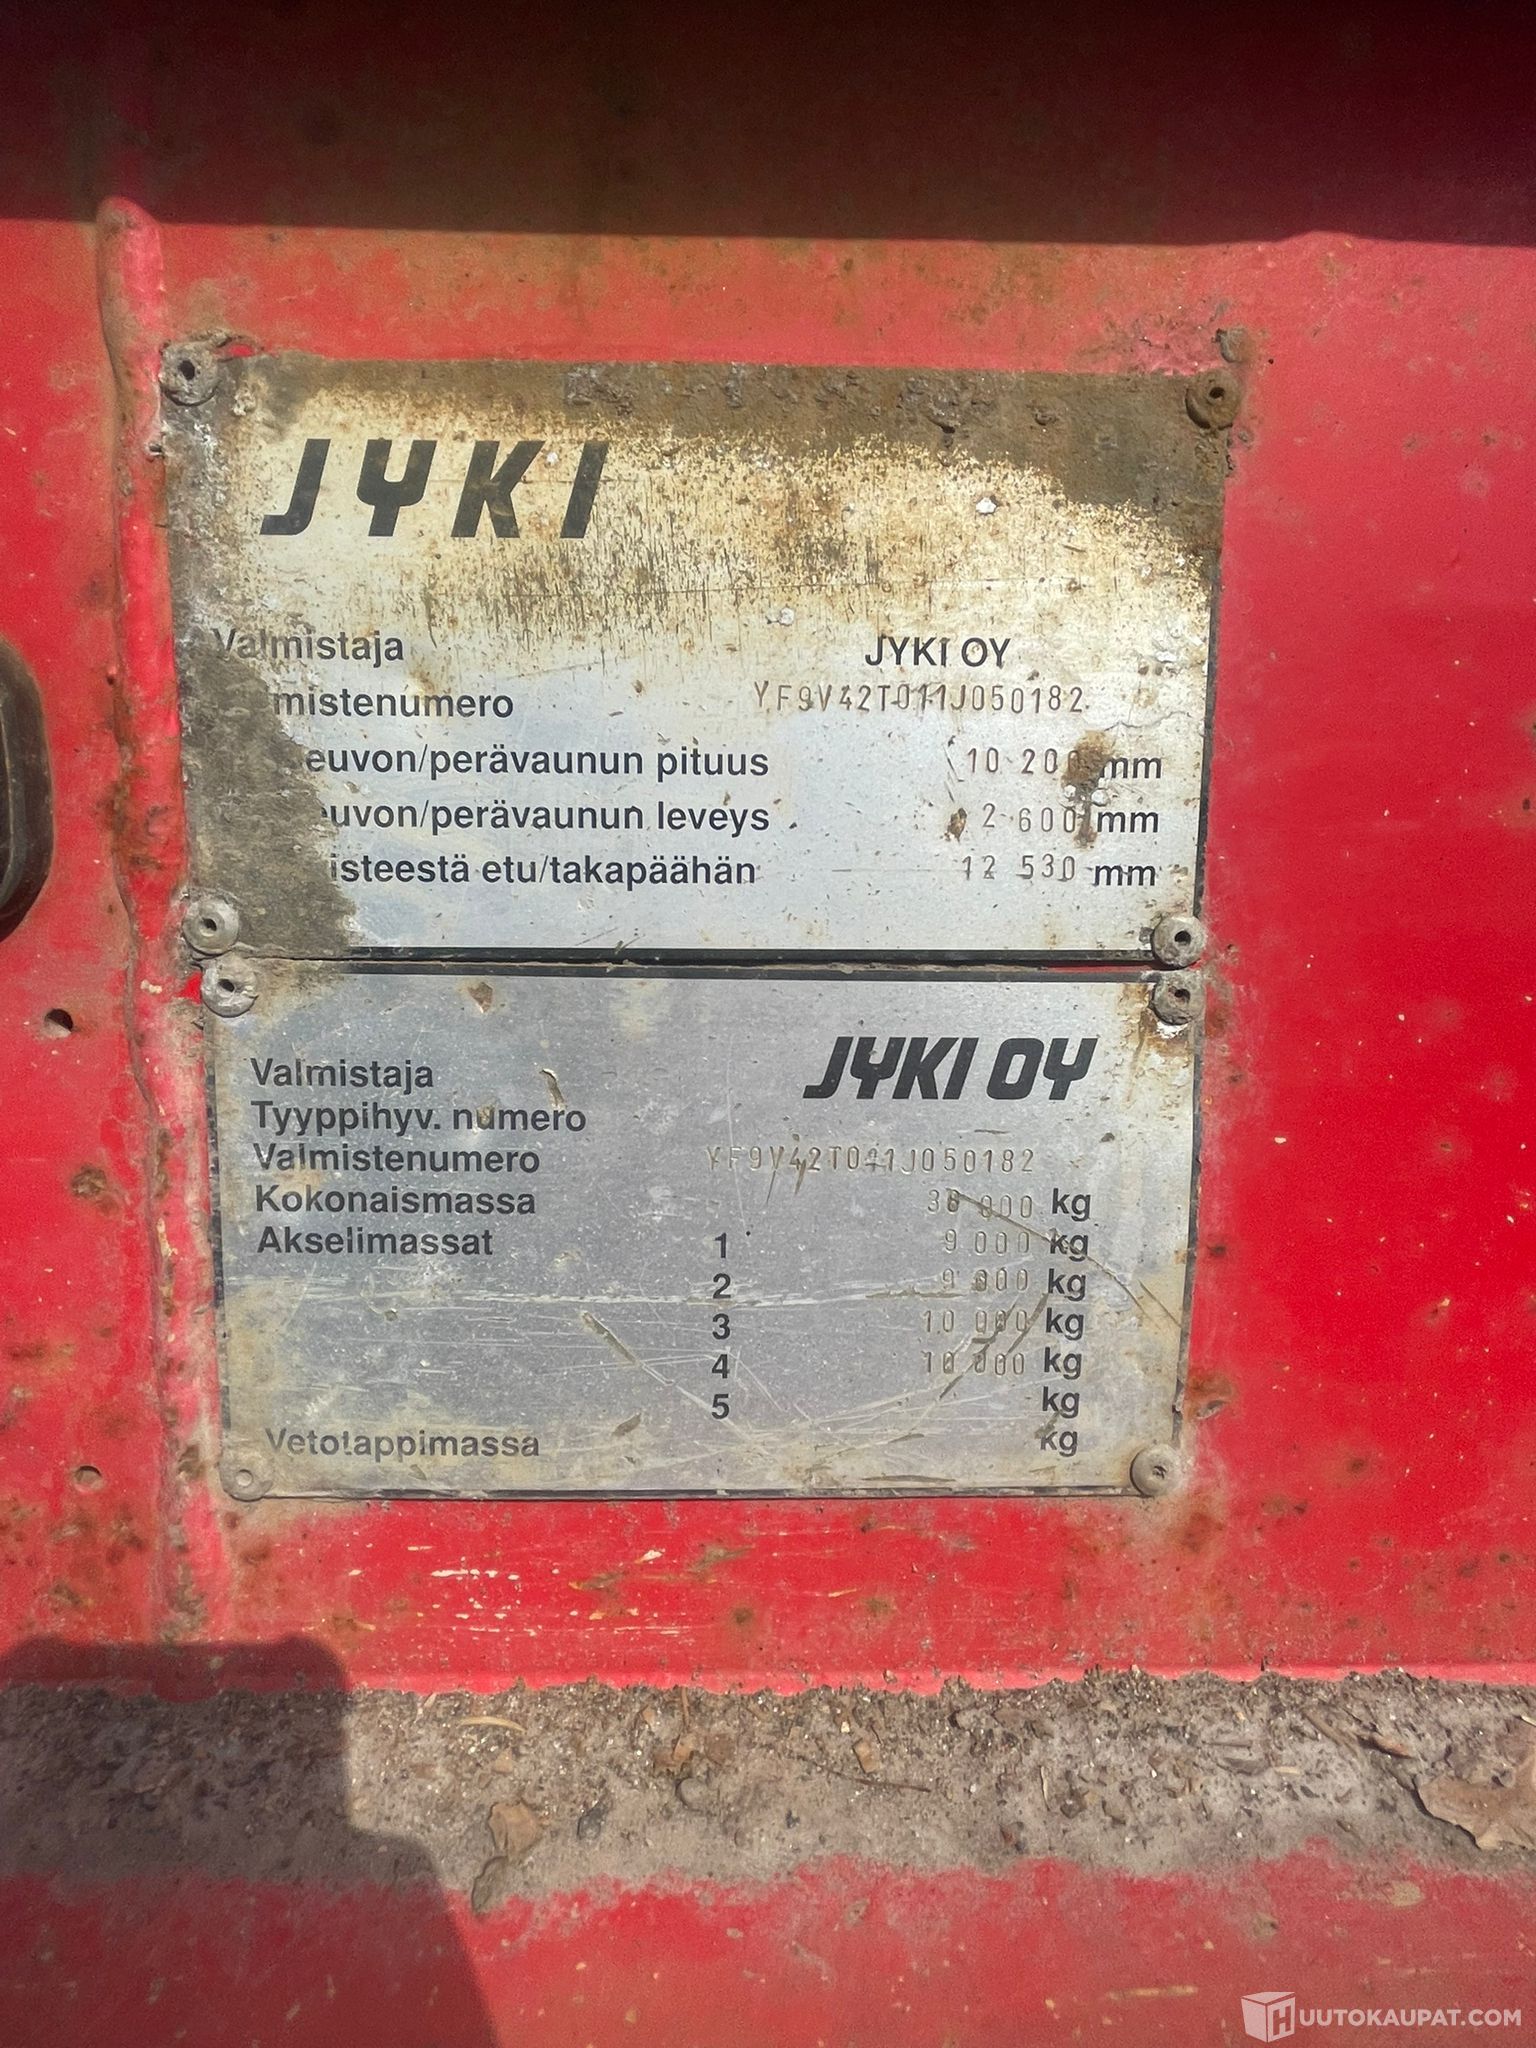 JYKI
Valmistaja JYKI OY
mistenumero YF9V42T011J050182
euvon/perävaunun pituus 10 200 mm
uvon/perävaunun leveys 2 600 mm
isteestä etu/takapäähän 12 530 mm
JYKI OY
Valmistaja
Tyyppihyv. numero
Valmistenumero YF9V42T011J050182
Kokonaismassa 38 000 kg
Akselimassat 1 9 000 kg
2 9 000 kg
3 10 000 kg
4 10 000 kg
5 kg
Vetotappimassa kg
HUUTOKAUPAT.COM